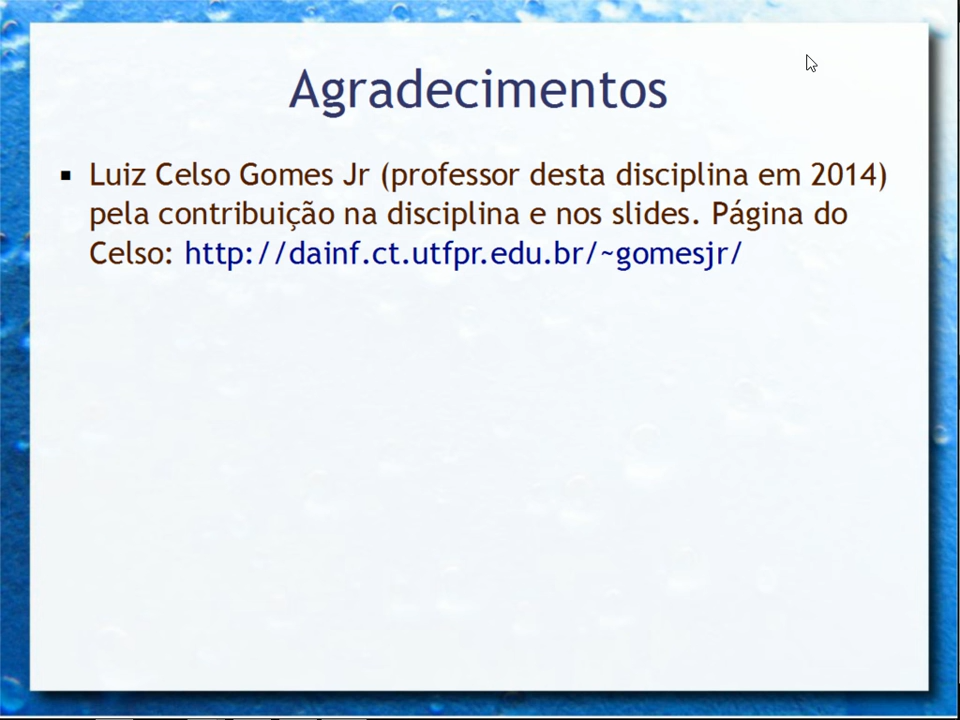 Agradecimentos
▪ Luiz Celso Gomes Jr (professor desta disciplina em 2014)
pela contribuição na disciplina e nos slides. Página do
Celso: http://dainf.ct.utfpr.edu.br/~gomesjr/